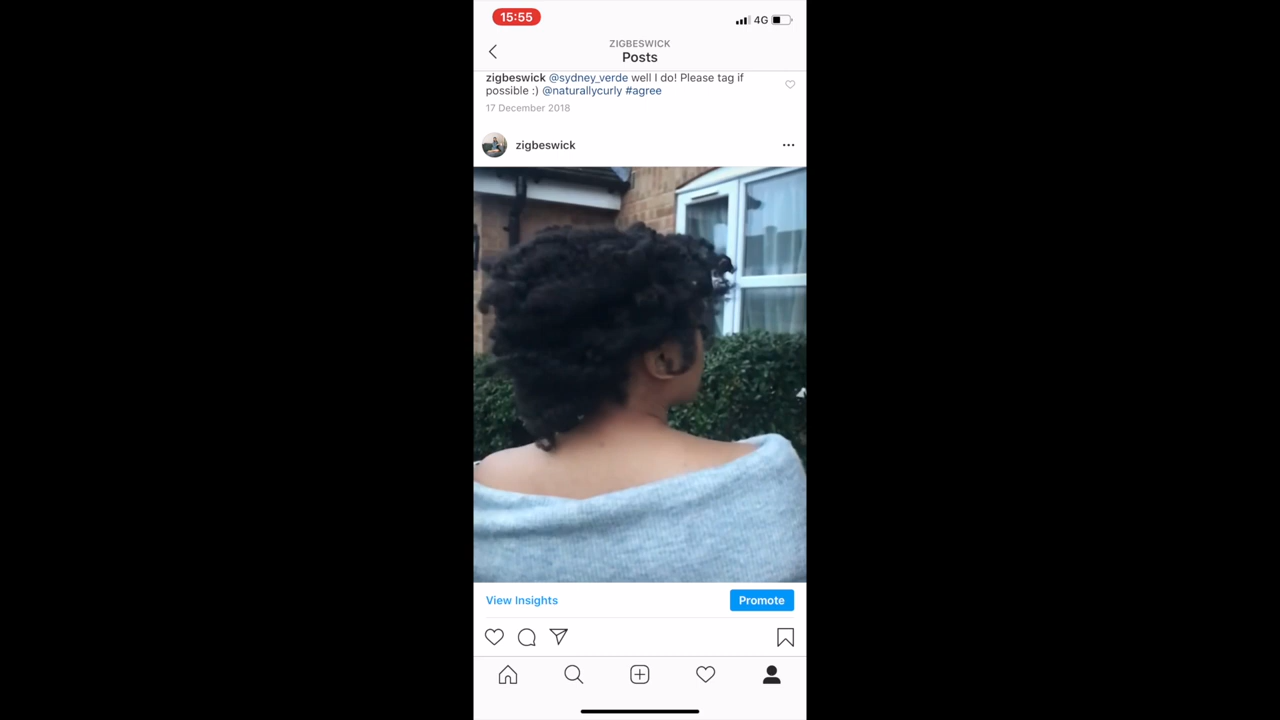 15:55
4G
ZIGBESWICK
Posts
zigbeswick @sydney_verde well I do! Please tag if
possible :) @naturallycurly #agree
17 December 2018
zigbeswick
View Insights
Promote